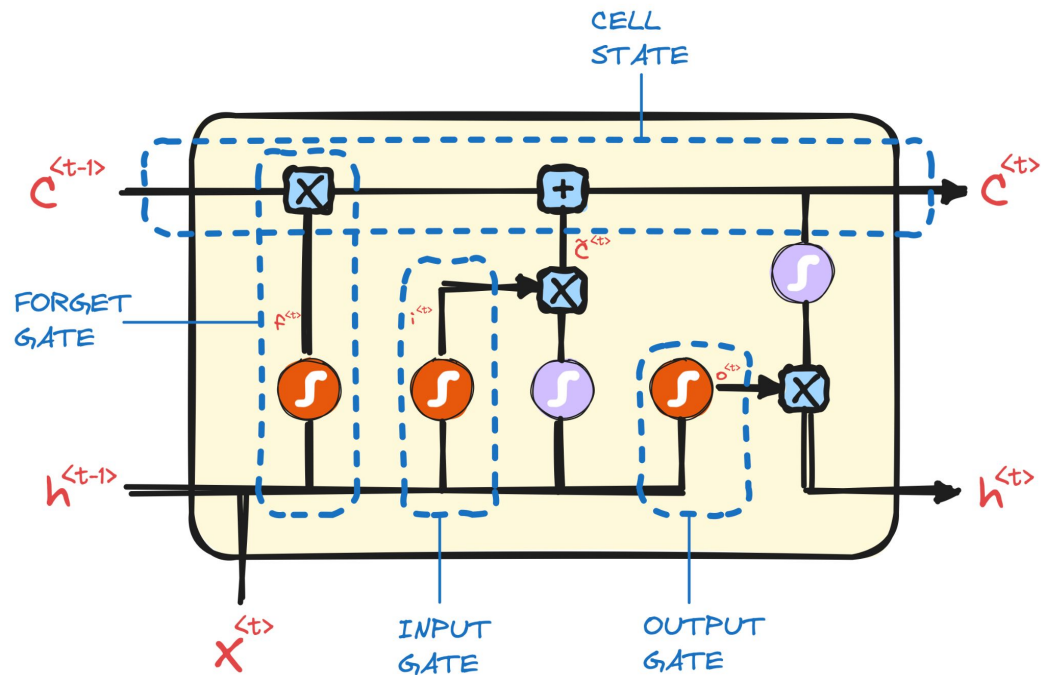 CELL
STATE
C<t-1>
X
+
C<t>
c̃<t>
FORGET
GATE
f<t>
i<t>
X
o<t>
X
h<t-1>
h<t>
x<t>
INPUT
GATE
OUTPUT
GATE